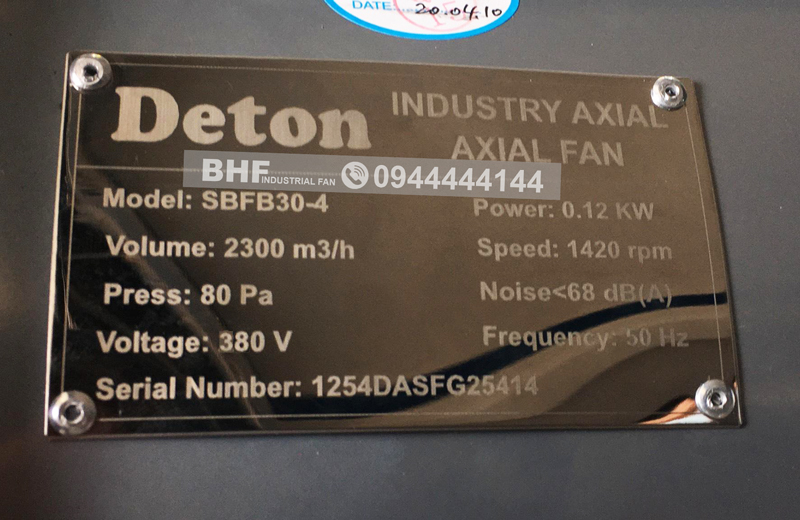 DATE 20.04.10
Deton
INDUSTRY AXIAL
AXIAL FAN
BHF INDUSTRIAL FAN 0944444144
Model: SBFB30-4
Power: 0.12 KW
Volume: 2300 m3/h
Speed: 1420 rpm
Press: 80 Pa
Noise<68 dB(A)
Voltage: 380 V
Frequency: 50 Hz
Serial Number: 1254DASFG25414